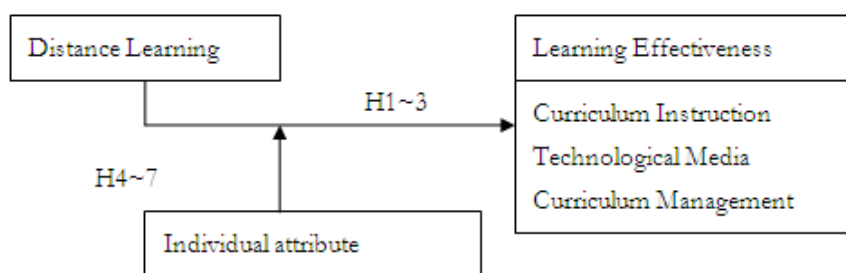 Distance Learning
Learning Effectiveness
H1~3
Curriculum Instruction
Technological Media
H4~7
Curriculum Management
Individual attribute